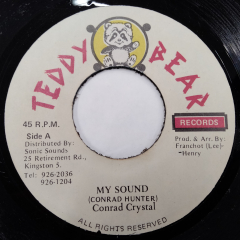 TEDDY BEAR
RECORDS
45 R.P.M.
Side A
Distributed By:
Sonic Sounds
25 Retirement Rd.,
Kingston 5.
Tel: 926-2036
926-1204
Prod. & Arr. By:
Franchot (Lee)-
Henry
MY SOUND
(CONRAD HUNTER)
Conrad Crystal
ALL RIGHTS RESERVED